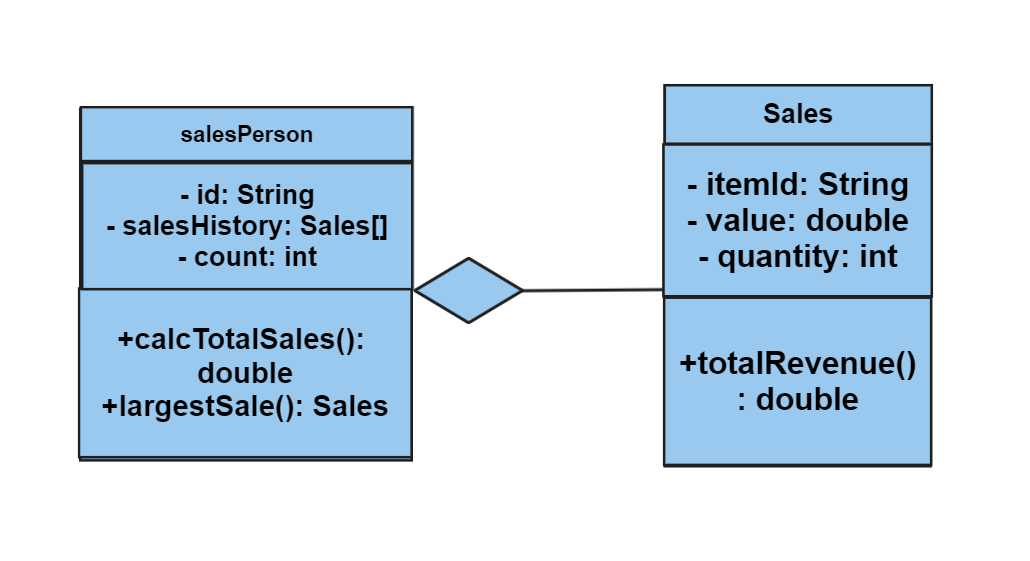 salesPerson
- id: String
- salesHistory: Sales[]
- count: int
+calcTotalSales():
double
+largestSale(): Sales
Sales
- itemId: String
- value: double
- quantity: int
+totalRevenue()
: double